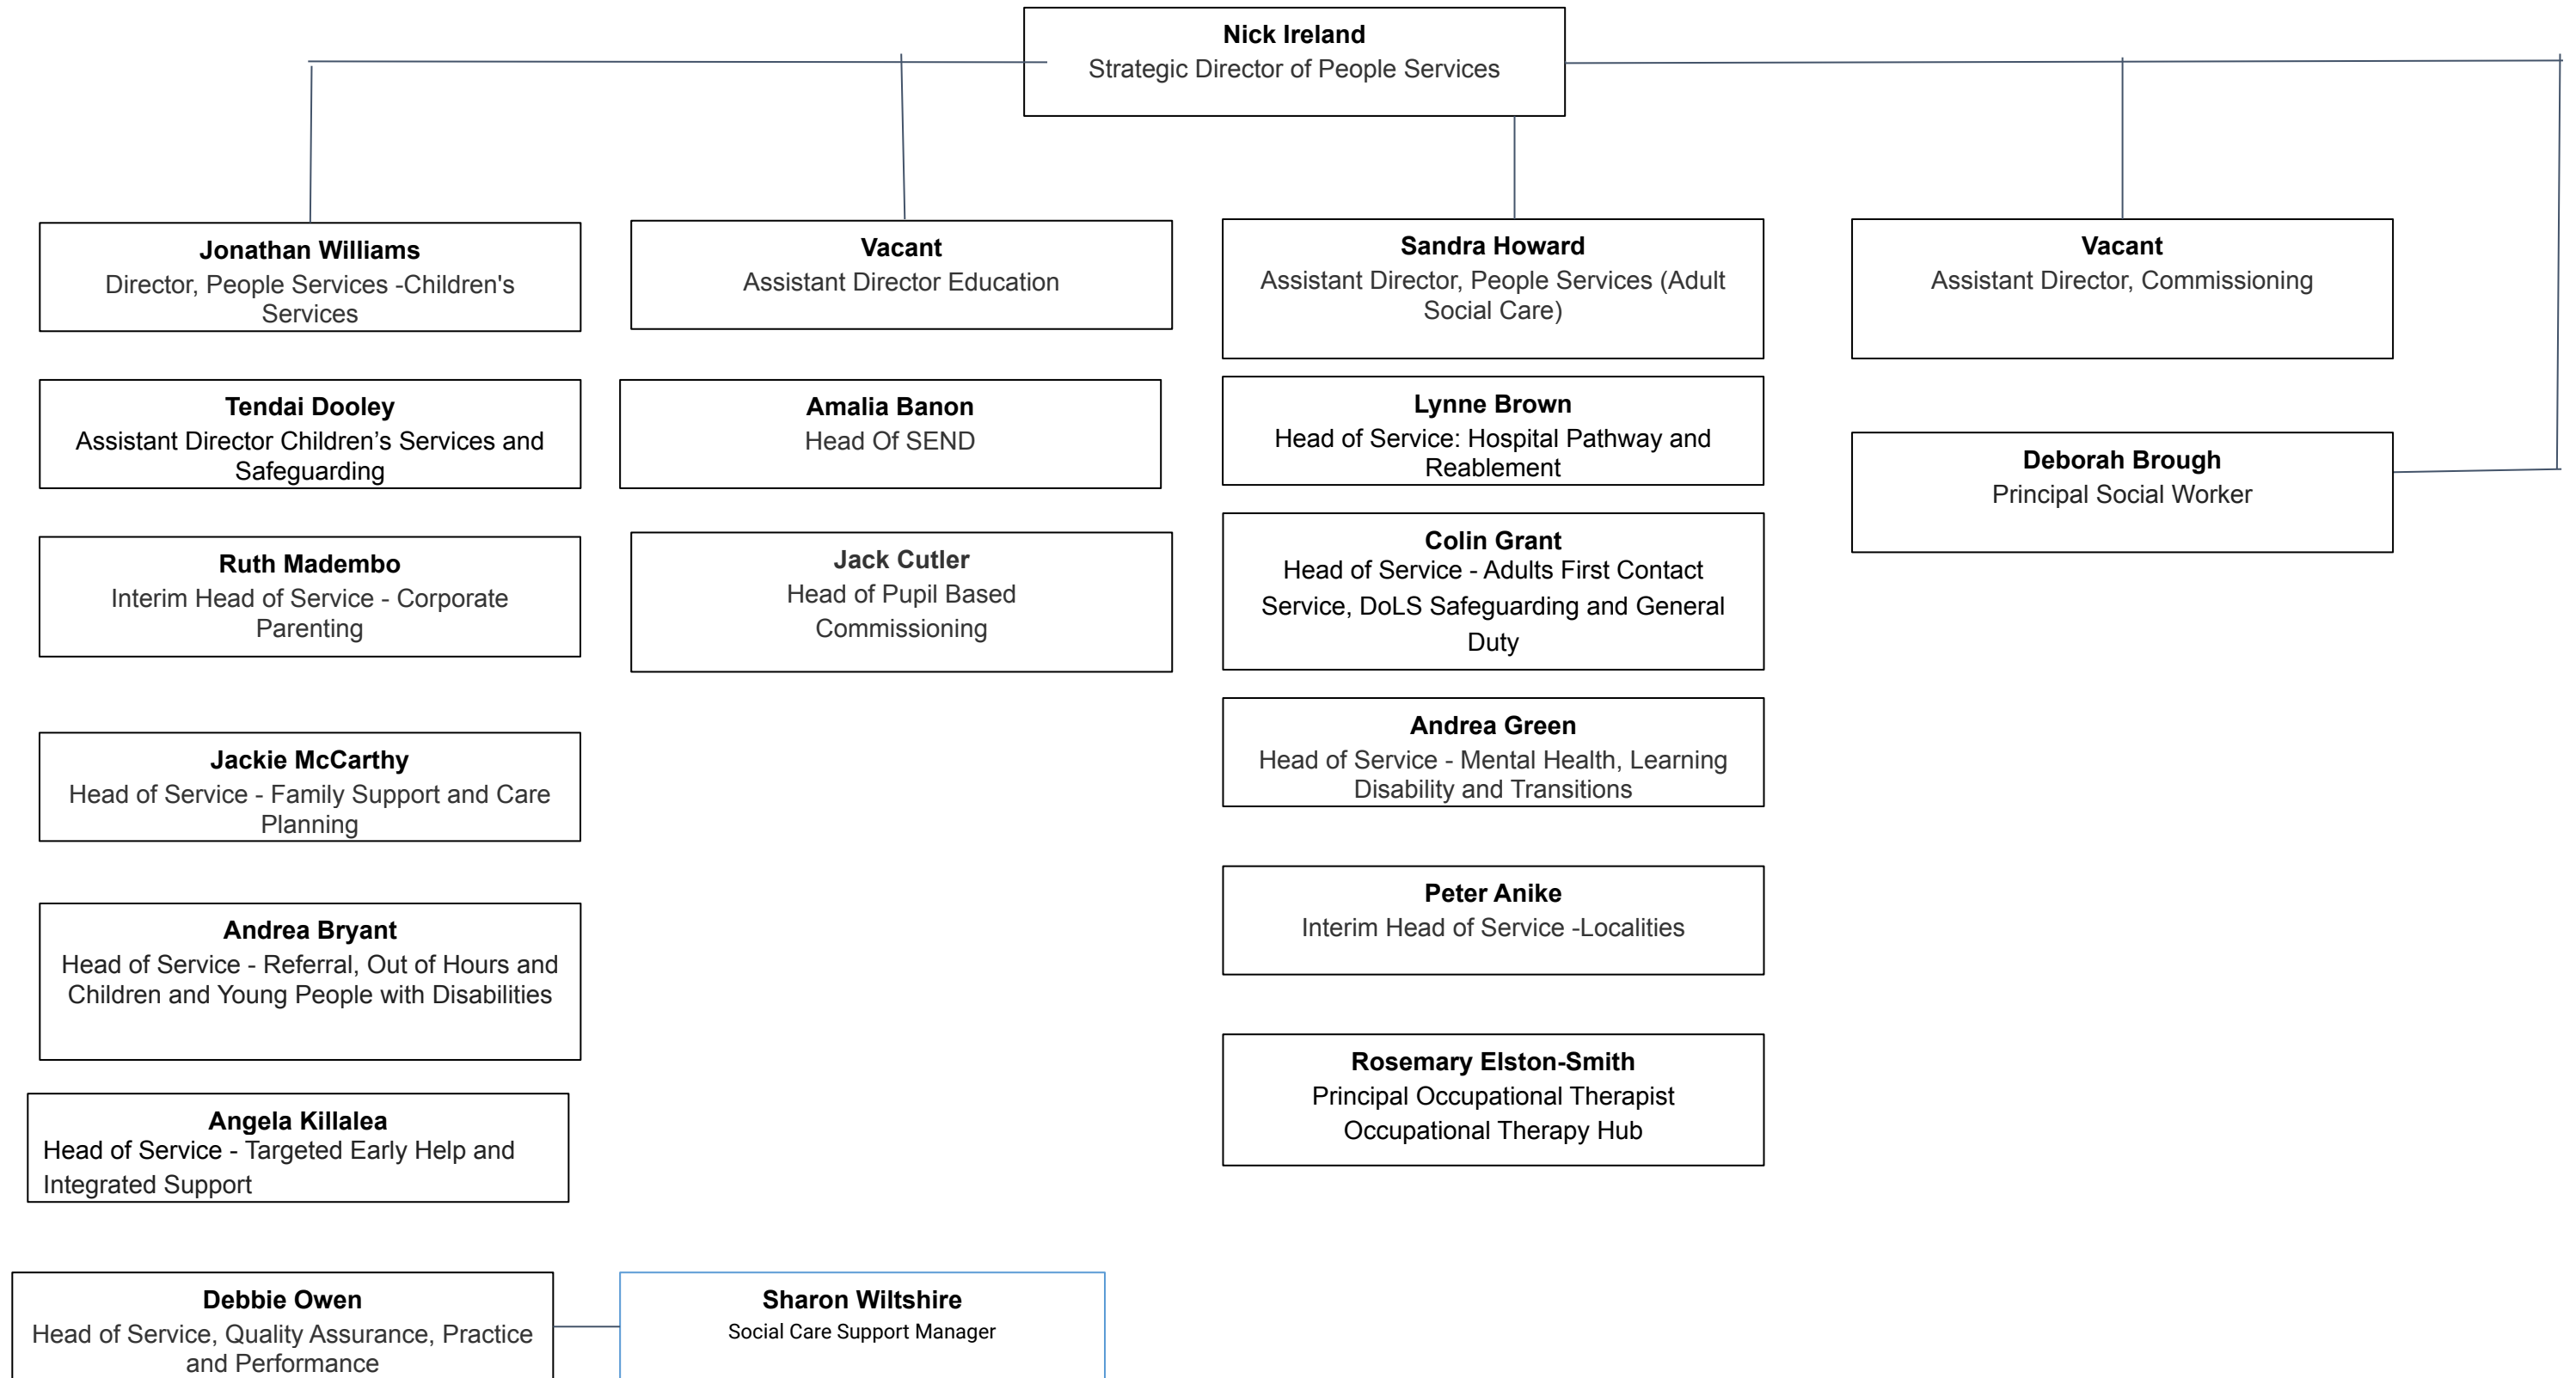 Nick Ireland
Strategic Director of People Services
Jonathan Williams
Director, People Services -Children's
Services
Tendai Dooley
Assistant Director Children’s Services and
Safeguarding
Ruth Madembo
Interim Head of Service - Corporate
Parenting
Jackie McCarthy
Head of Service - Family Support and Care
Planning
Andrea Bryant
Head of Service - Referral, Out of Hours and
Children and Young People with Disabilities
Angela Killalea
Head of Service - Targeted Early Help and
Integrated Support
Debbie Owen
Head of Service, Quality Assurance, Practice
and Performance
Sharon Wiltshire
Social Care Support Manager
Vacant
Assistant Director Education
Amalia Banon
Head Of SEND
Jack Cutler
Head of Pupil Based
Commissioning
Sandra Howard
Assistant Director, People Services (Adult
Social Care)
Lynne Brown
Head of Service: Hospital Pathway and
Reablement
Colin Grant
Head of Service - Adults First Contact
Service, DoLS Safeguarding and General
Duty
Andrea Green
Head of Service - Mental Health, Learning
Disability and Transitions
Peter Anike
Interim Head of Service -Localities
Rosemary Elston-Smith
Principal Occupational Therapist
Occupational Therapy Hub
Vacant
Assistant Director, Commissioning
Deborah Brough
Principal Social Worker